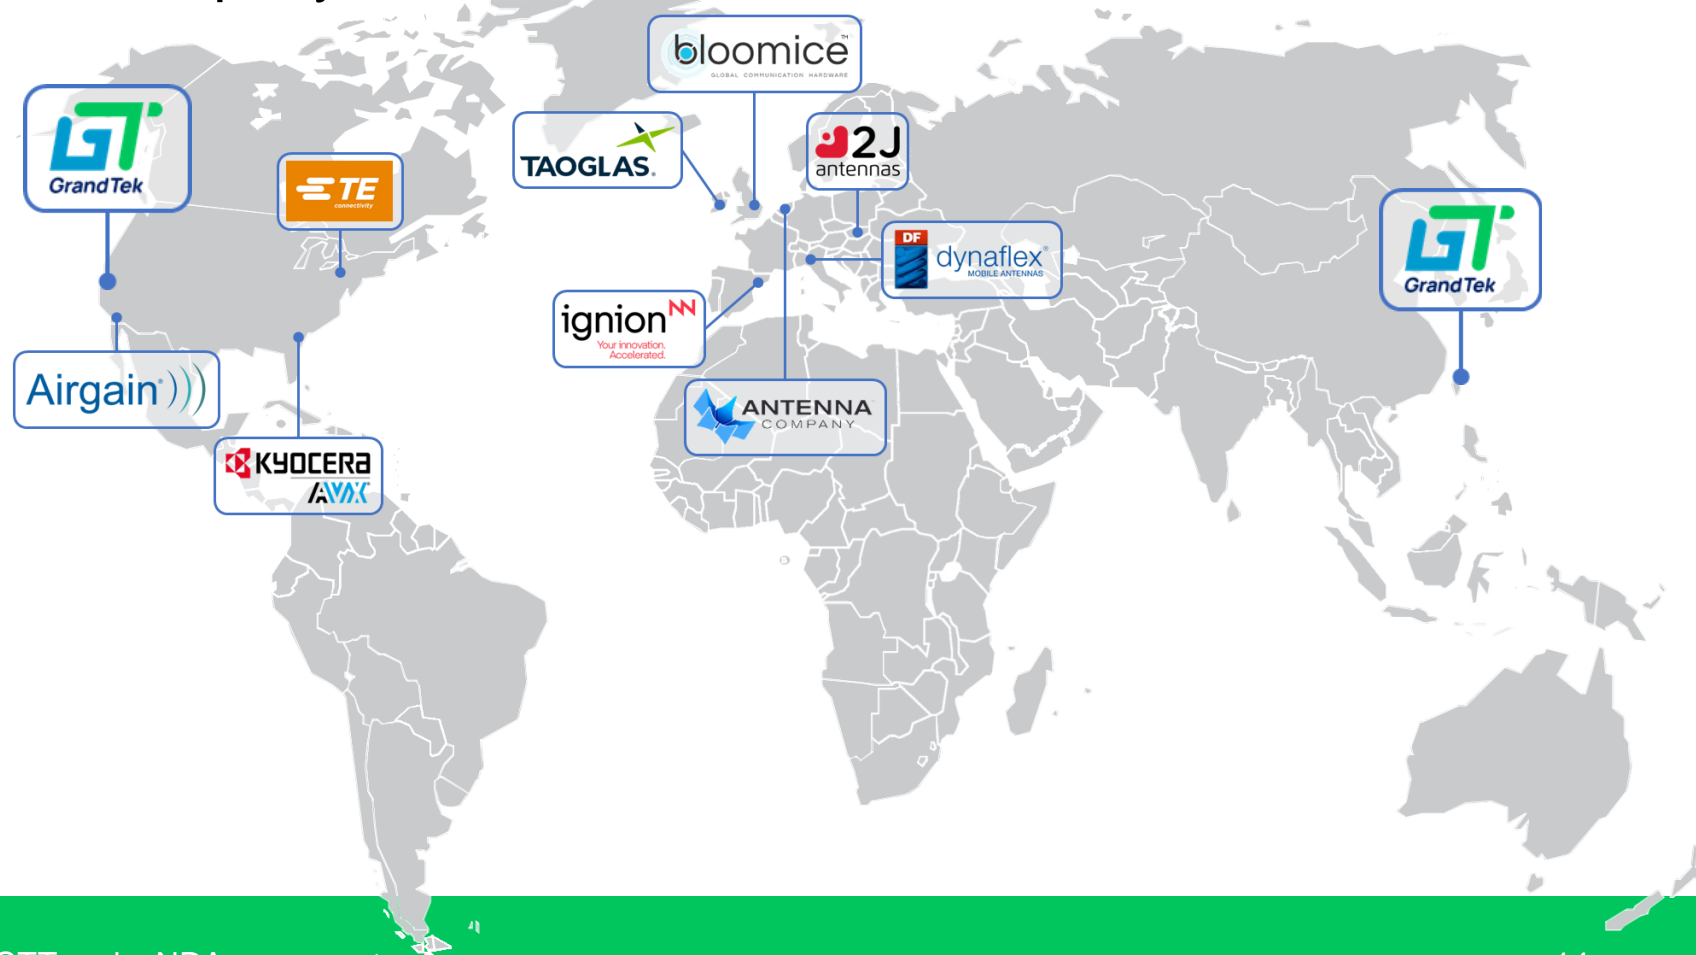 bloomice
TM
GLOBAL COMMUNICATION HARDWARE
GrandTek
TAOGLAS.
2J
antennas
TE
connectivity
GrandTek
DF
dynaflex®
MOBILE ANTENNAS
ignion
Your innovation.
Accelerated.
Airgain
ANTENNA
COMPANY
KYOCERA
AVX